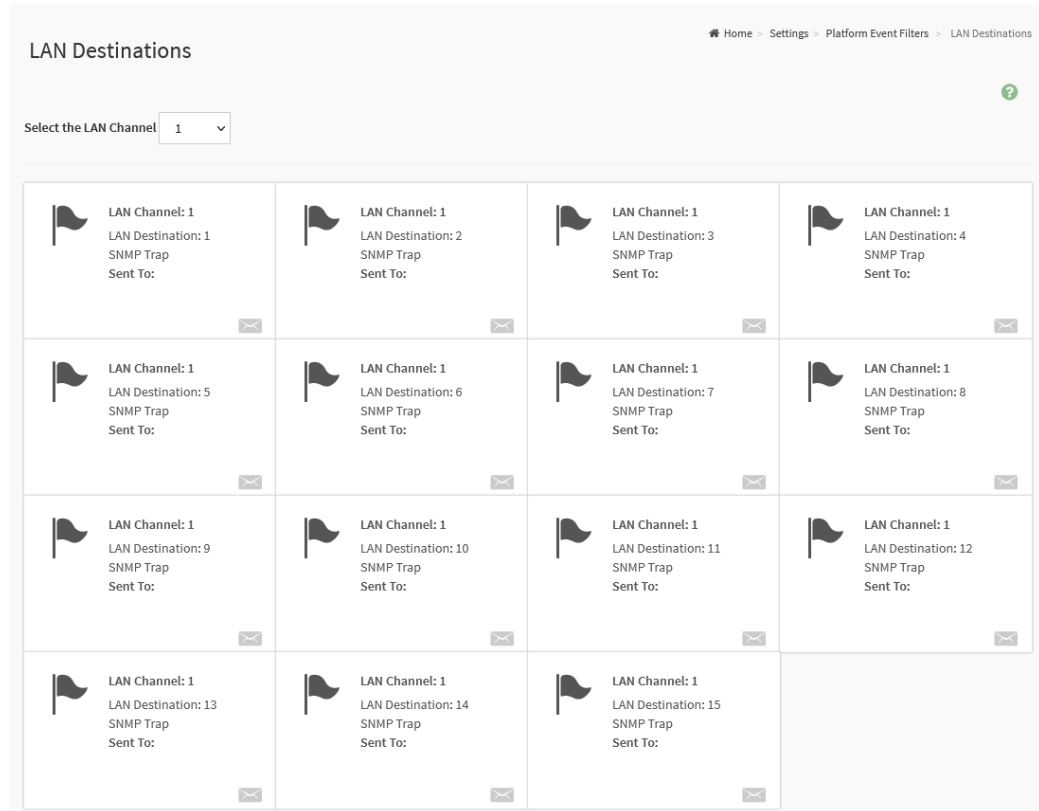 Home > Settings > Platform Event Filters > LAN Destinations
LAN Destinations
?
Select the LAN Channel 1
LAN Channel: 1
LAN Destination: 1
SNMP Trap
Sent To:
LAN Channel: 1
LAN Destination: 2
SNMP Trap
Sent To:
LAN Channel: 1
LAN Destination: 3
SNMP Trap
Sent To:
LAN Channel: 1
LAN Destination: 4
SNMP Trap
Sent To:
LAN Channel: 1
LAN Destination: 5
SNMP Trap
Sent To:
LAN Channel: 1
LAN Destination: 6
SNMP Trap
Sent To:
LAN Channel: 1
LAN Destination: 7
SNMP Trap
Sent To:
LAN Channel: 1
LAN Destination: 8
SNMP Trap
Sent To:
LAN Channel: 1
LAN Destination: 9
SNMP Trap
Sent To:
LAN Channel: 1
LAN Destination: 10
SNMP Trap
Sent To:
LAN Channel: 1
LAN Destination: 11
SNMP Trap
Sent To:
LAN Channel: 1
LAN Destination: 12
SNMP Trap
Sent To:
LAN Channel: 1
LAN Destination: 13
SNMP Trap
Sent To:
LAN Channel: 1
LAN Destination: 14
SNMP Trap
Sent To:
LAN Channel: 1
LAN Destination: 15
SNMP Trap
Sent To: